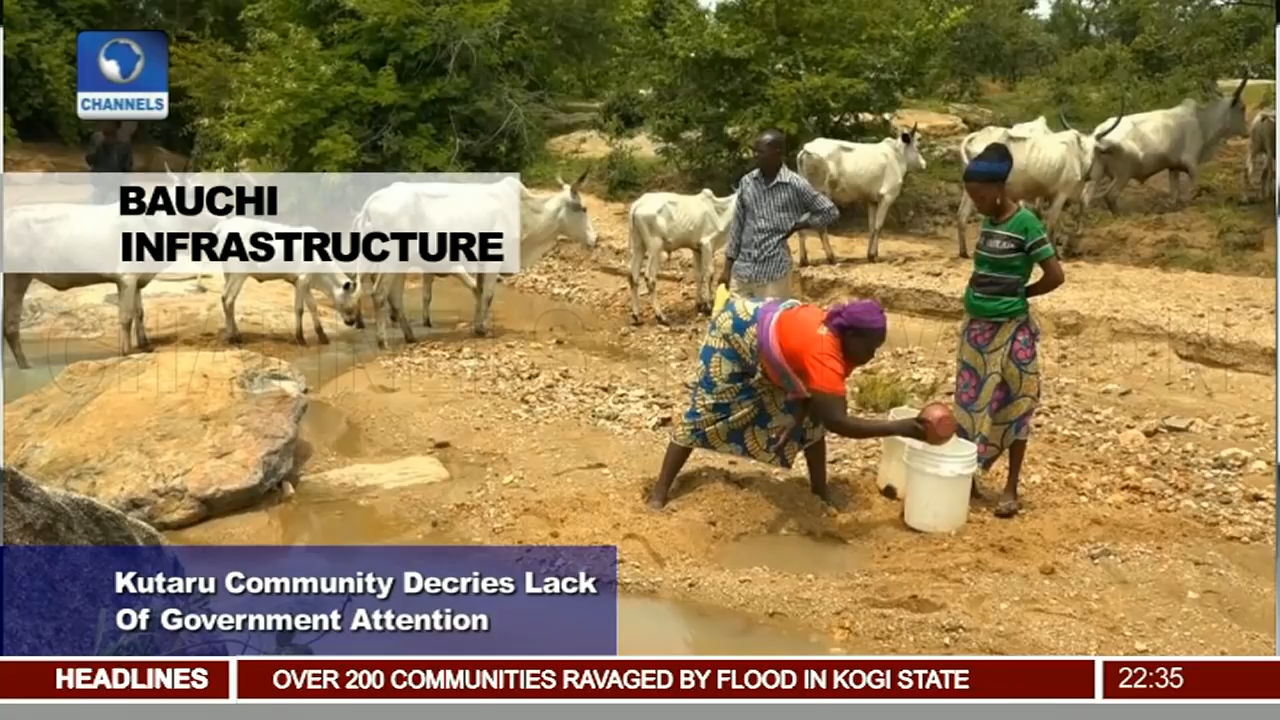 CHANNELS
BAUCHI
INFRASTRUCTURE
Kutaru Community Decries Lack
Of Government Attention
HEADLINES
OVER 200 COMMUNITIES RAVAGED BY FLOOD IN KOGI STATE
22:35